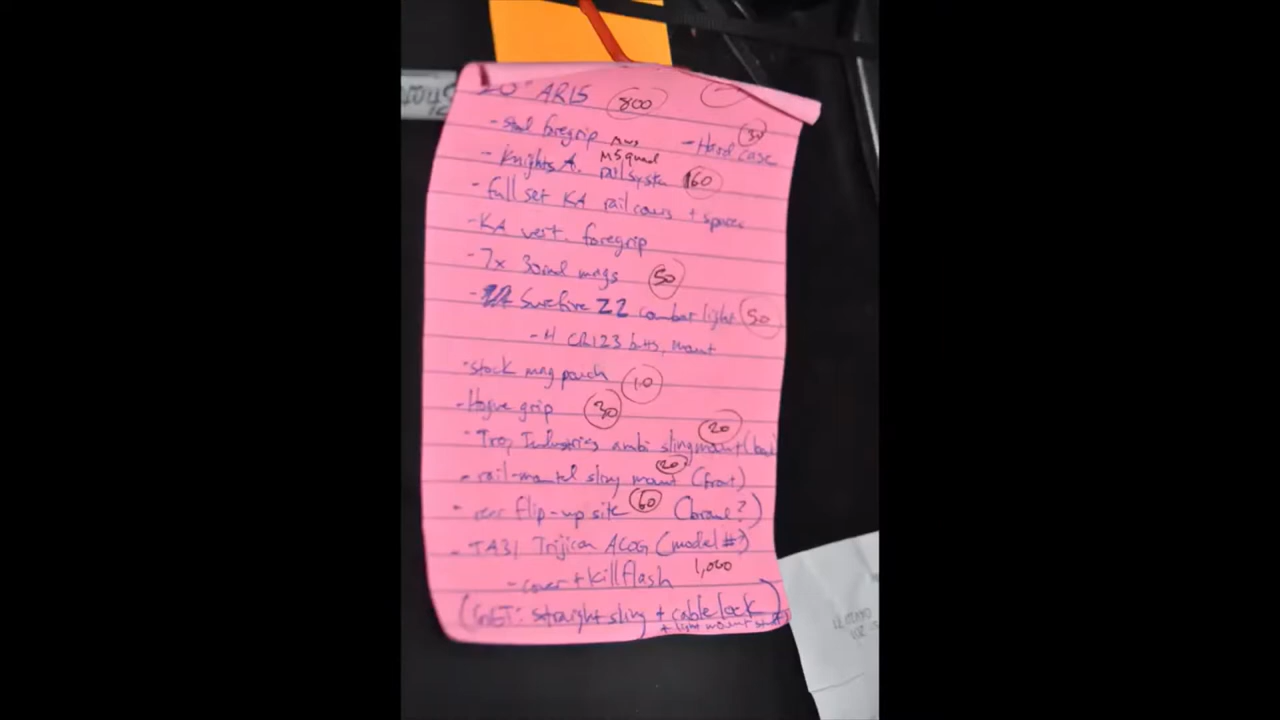 20" AR15 800
- foregrip - Hard case 30
- Knights A. M5 quad rail system 160
- full set KA rail covers + spares
- KA vert. foregrip
- 7x 30rnd mags 50
- Surefire Z2 combat light 50
- 4 CR123 batts, mount
- stock mag pouch 10
- Hogue grip 30
- Troy Industries ambi sling mount (back) 20
- rail-mounted sling mount (front) 20
- rear flip-up site 60 (brand?)
- TA31 Trijicon ACOG (model #?)
- cover + killflash 1,000
(GET: straight sling + cable lock)
+ light mount